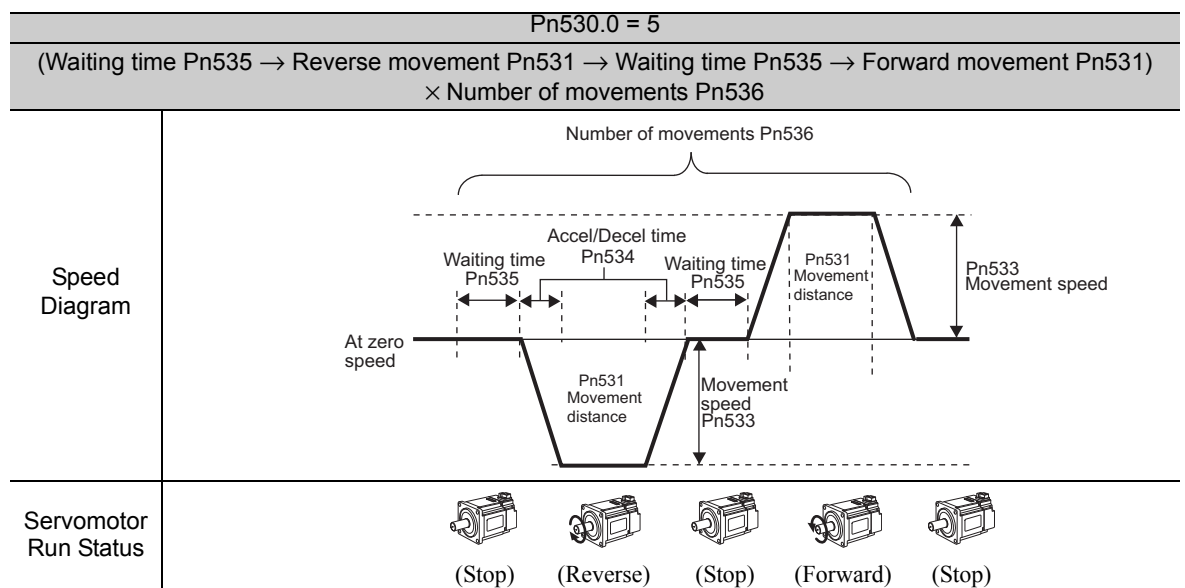 Pn530.0 = 5
(Waiting time Pn535 → Reverse movement Pn531 → Waiting time Pn535 → Forward movement Pn531)
× Number of movements Pn536
Speed
Diagram
Number of movements Pn536
Accel/Decel time
Pn534
Waiting time
Pn535
Waiting time
Pn535
Pn531
Movement
distance
Pn533
Movement speed
At zero
speed
Pn531
Movement
distance
Movement
speed
Pn533
Servomotor
Run Status
(Stop)
(Reverse)
(Stop)
(Forward)
(Stop)